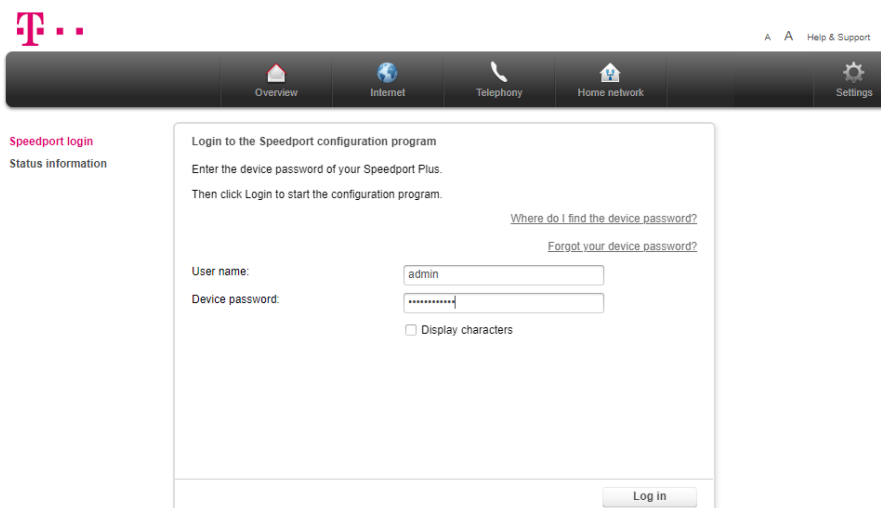 T
A A Help & Support
Overview Internet Telephony Home network Settings
Speedport login
Status information
Login to the Speedport configuration program
Enter the device password of your Speedport Plus.
Then click Login to start the configuration program.
Where do I find the device password?
Forgot your device password?
User name: admin
Device password: ••••••••••••
Display characters
Log in